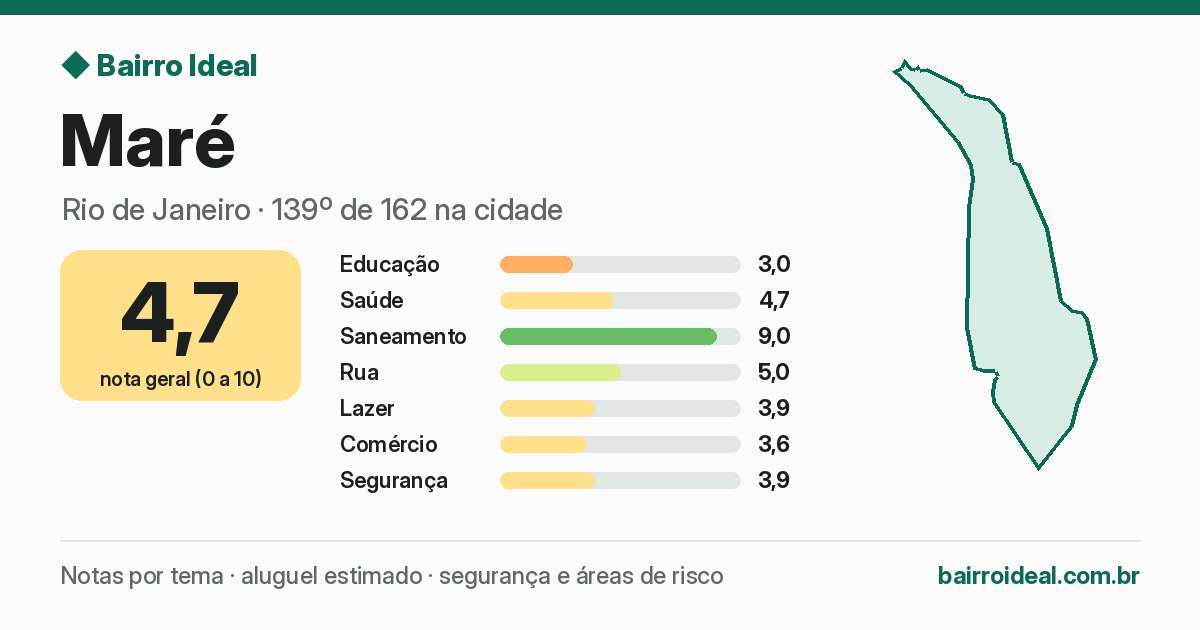 Bairro Ideal
Maré
Rio de Janeiro · 139º de 162 na cidade
4,7
nota geral (0 a 10)
Educação 3,0
Saúde 4,7
Saneamento 9,0
Rua 5,0
Lazer 3,9
Comércio 3,6
Segurança 3,9
Notas por tema · aluguel estimado · segurança e áreas de risco
bairroideal.com.br